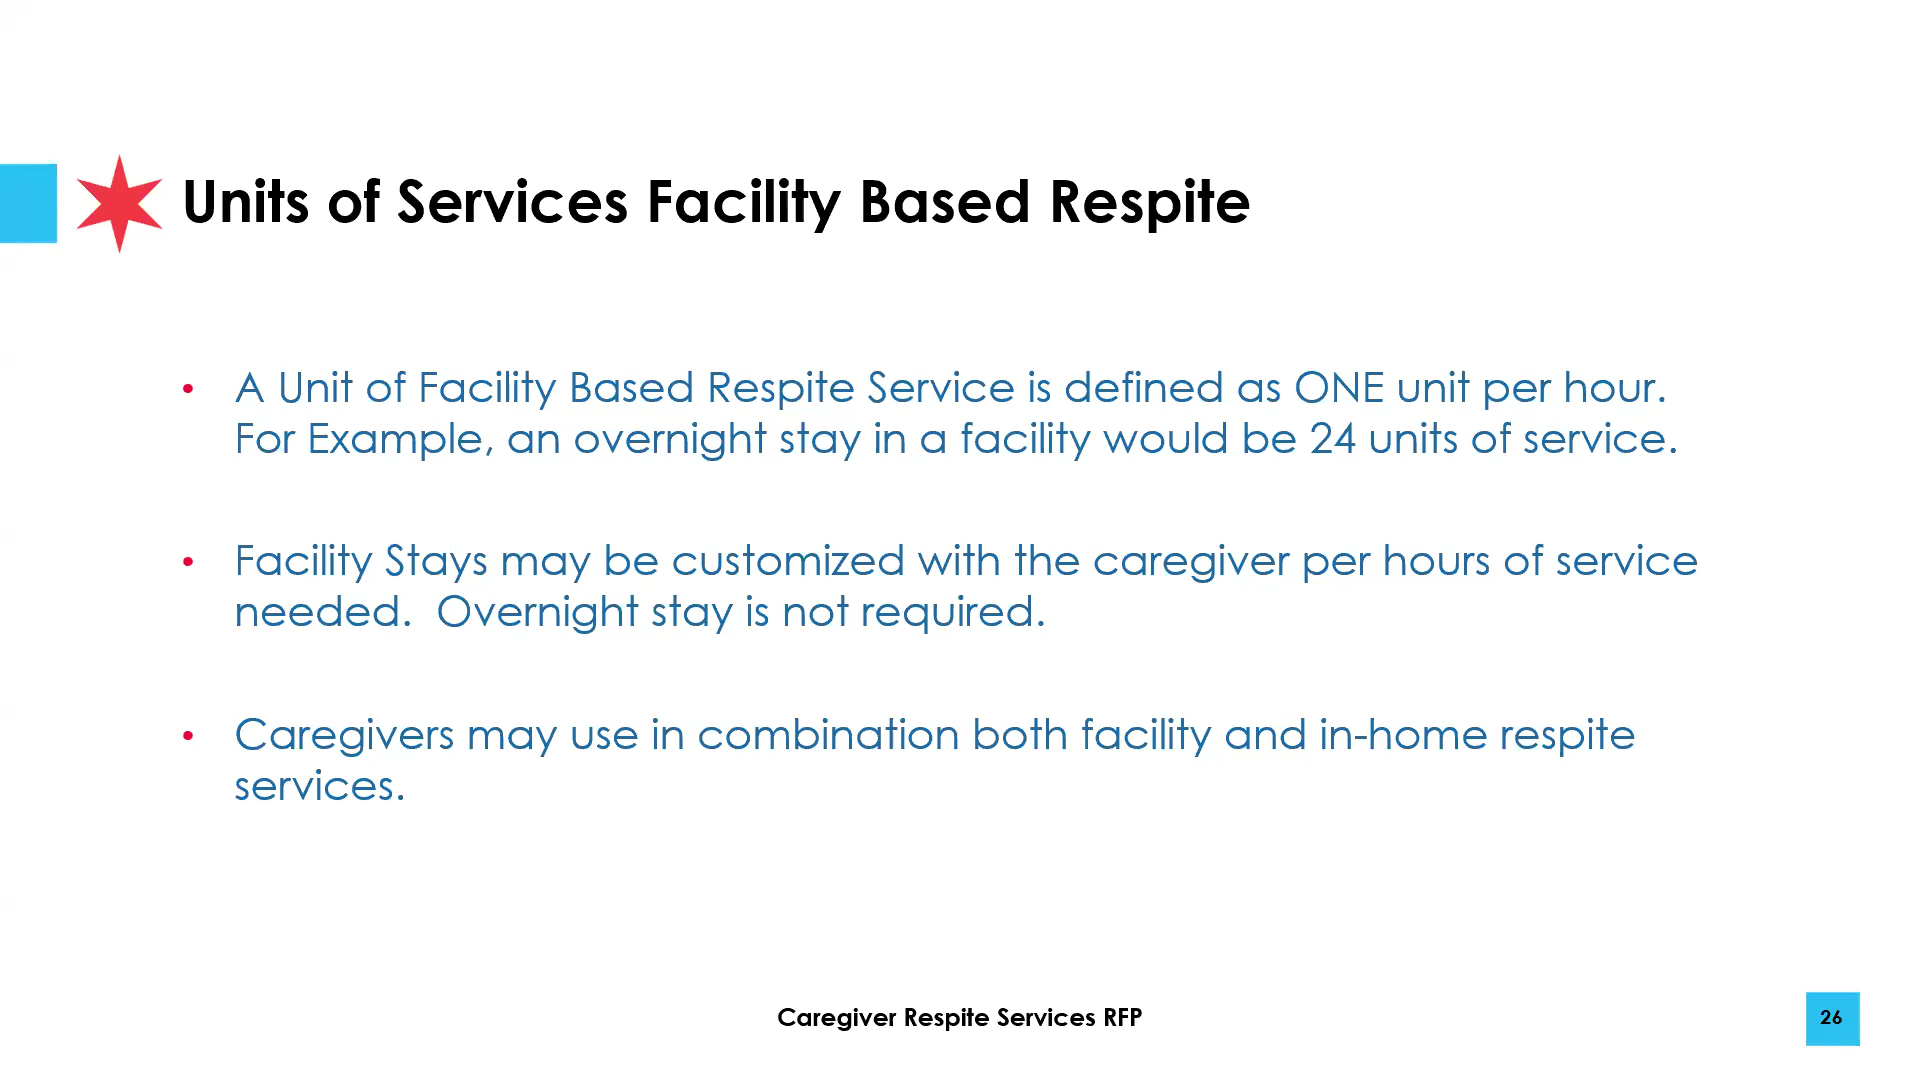 Units of Services Facility Based Respite
• A Unit of Facility Based Respite Service is defined as ONE unit per hour.
For Example, an overnight stay in a facility would be 24 units of service.
• Facility Stays may be customized with the caregiver per hours of service
needed.  Overnight stay is not required.
• Caregivers may use in combination both facility and in-home respite
services.
Caregiver Respite Services RFP
26